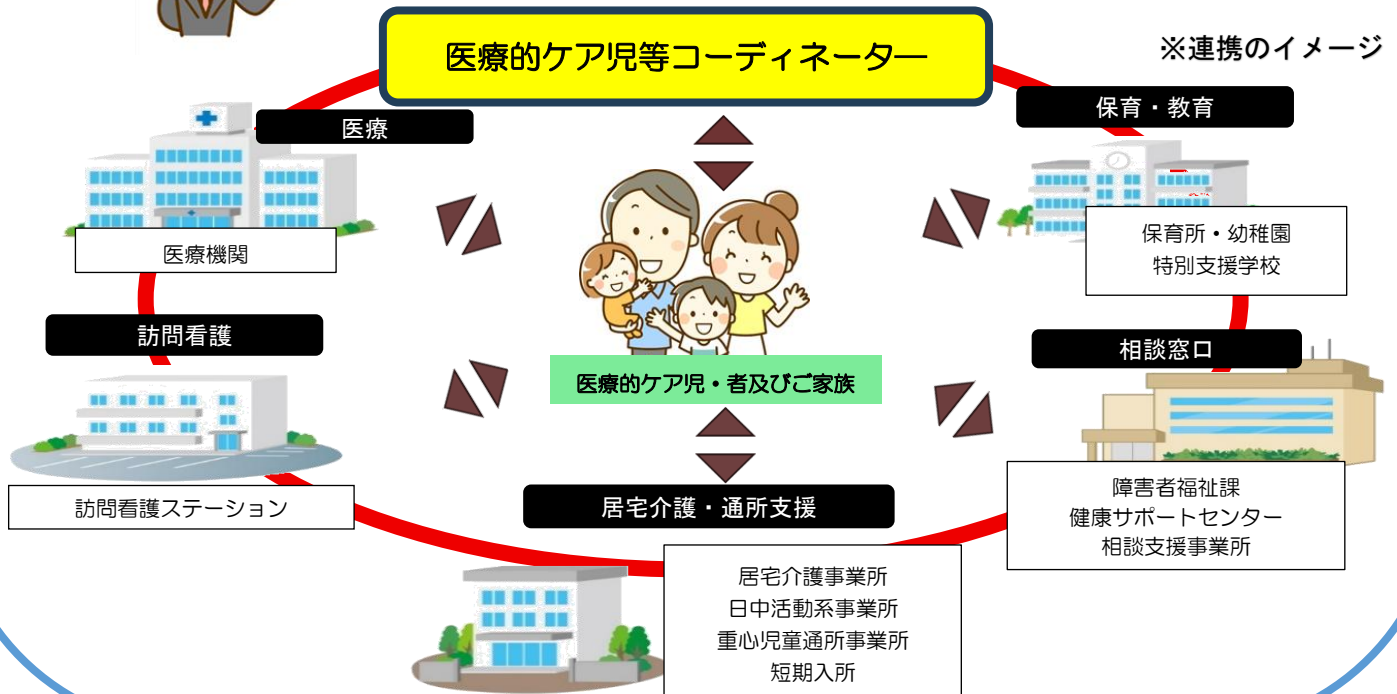 医療的ケア児等コーディネーター
※連携のイメージ
医療
保育・教育
医療機関
保育所・幼稚園
特別支援学校
訪問看護
相談窓口
医療的ケア児・者及びご家族
訪問看護ステーション
居宅介護・通所支援
障害者福祉課
健康サポートセンター
相談支援事業所
居宅介護事業所
日中活動系事業所
重心児童通所事業所
短期入所